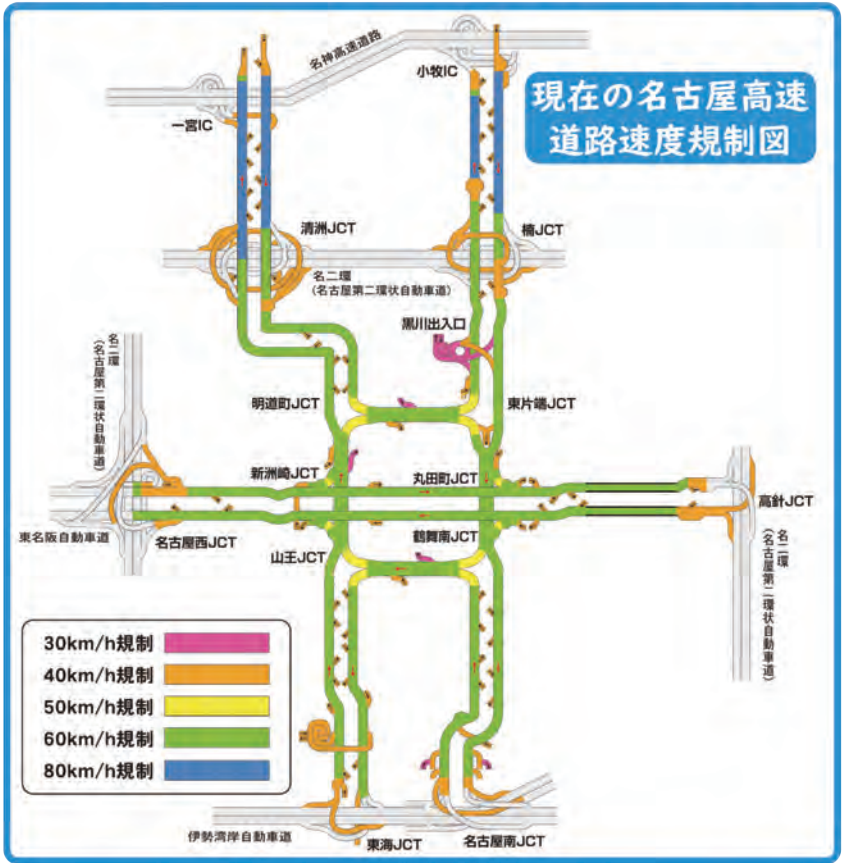 名神高速道路
小牧IC
現在の名古屋高速
道路速度規制図
一宮IC
清洲JCT
楠JCT
名二環
(名古屋第二環状自動車道)
黒川出入口
名二環
(名古屋第二環状自動車道)
明道町JCT
東片端JCT
新洲崎JCT
丸田町JCT
高針JCT
東名阪自動車道
名古屋西JCT
山王JCT
鶴舞南JCT
名二環
(名古屋第二環状自動車道)
30km/h規制
40km/h規制
50km/h規制
60km/h規制
80km/h規制
伊勢湾岸自動車道
東海JCT
名古屋南JCT